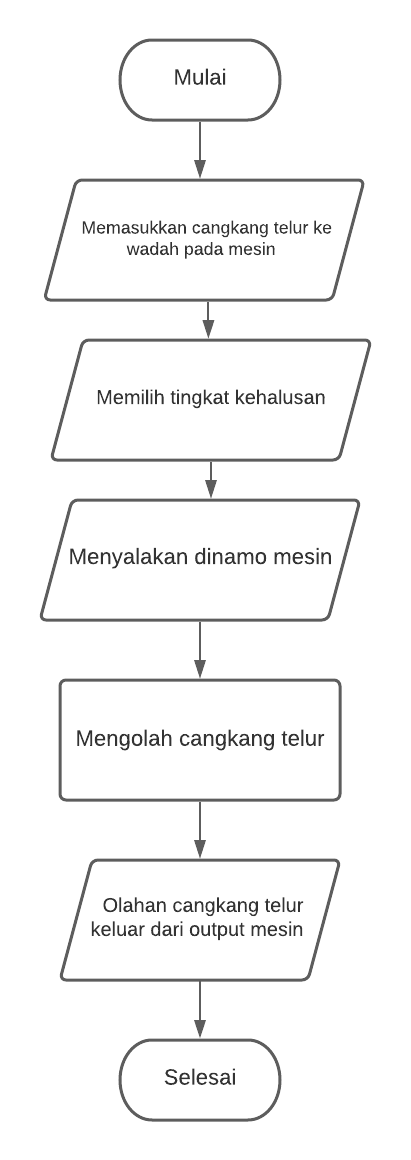 Mulai
Memasukkan cangkang telur ke
wadah pada mesin
Memilih tingkat kehalusan
Menyalakan dinamo mesin
Mengolah cangkang telur
Olahan cangkang telur
keluar dari output mesin
Selesai